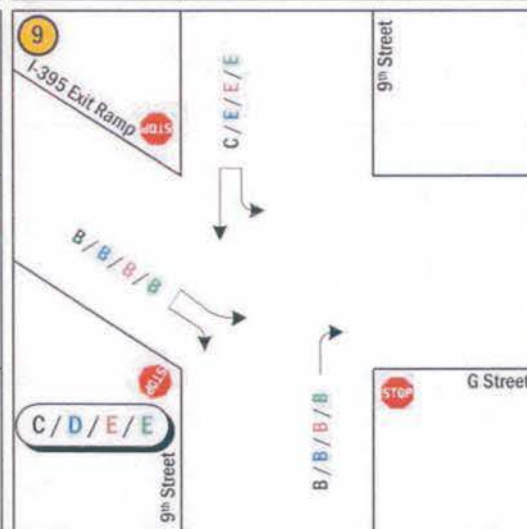 9
I-395 Exit Ramp
STOP
C/E/E/E
9th Street
B/B/B/B
STOP
C/D/E/E
9th Street
B/B/B/B
STOP
G Street